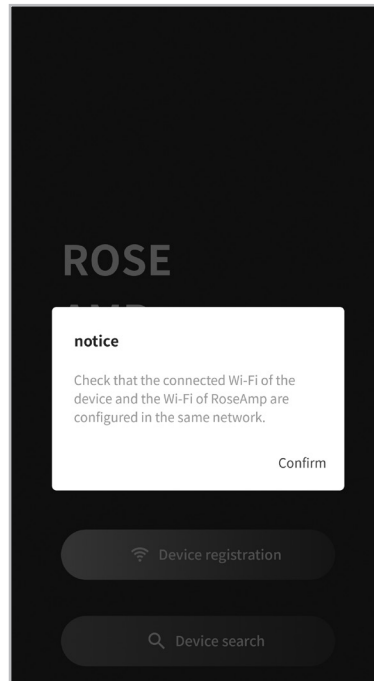 ROSE
AMP
notice
Check that the connected Wi-Fi of the
device and the Wi-Fi of RoseAmp are
configured in the same network.
Confirm
Device registration
Device search